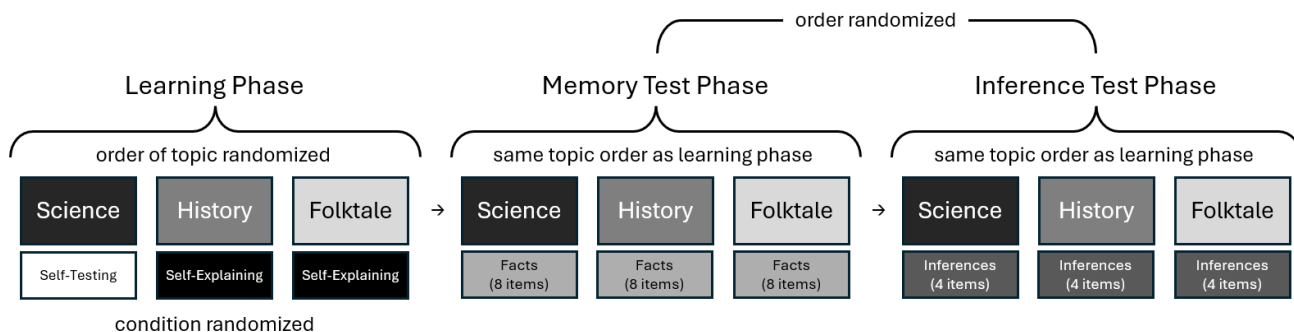 order randomized
Learning Phase
Memory Test Phase
Inference Test Phase
order of topic randomized
same topic order as learning phase
same topic order as learning phase
Science
History
Folktale
→
Science
History
Folktale
→
Science
History
Folktale
Self-Testing
Self-Explaining
Self-Explaining
Facts
(8 items)
Facts
(8 items)
Facts
(8 items)
Inferences
(4 items)
Inferences
(4 items)
Inferences
(4 items)
condition randomized